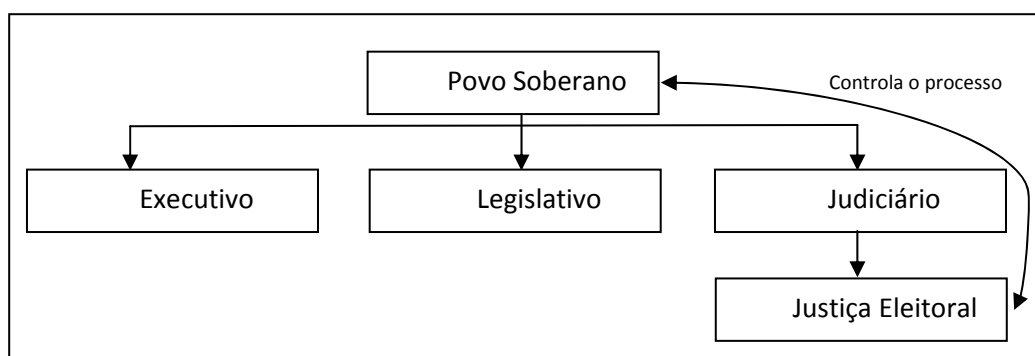 Povo Soberano
Controla o processo
Executivo
Legislativo
Judiciário
Justiça Eleitoral